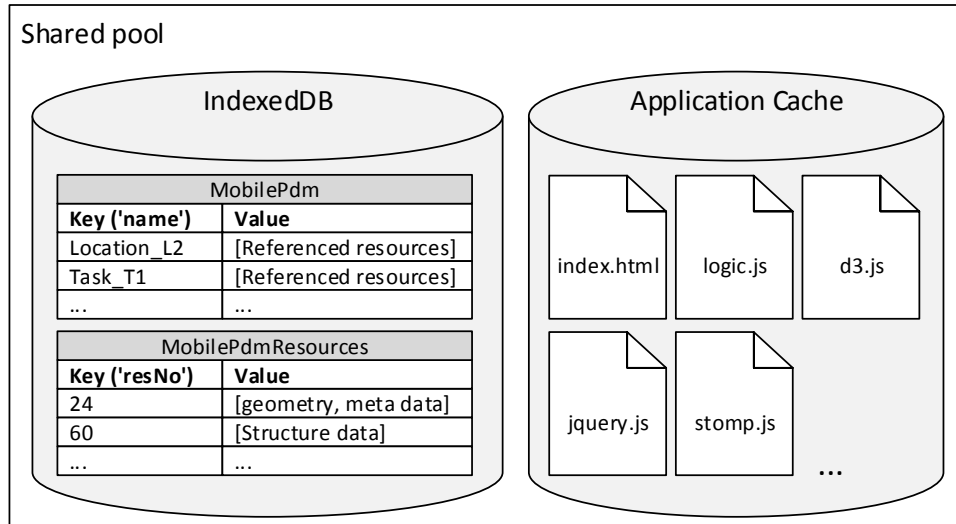 Shared pool
IndexedDB
MobilePdm
Key ('name') Value
Location_L2 [Referenced resources]
Task_T1 [Referenced resources]
... ...
MobilePdmResources
Key ('resNo') Value
24 [geometry, meta data]
60 [Structure data]
... ...
Application Cache
index.html logic.js d3.js
jquery.js stomp.js ...